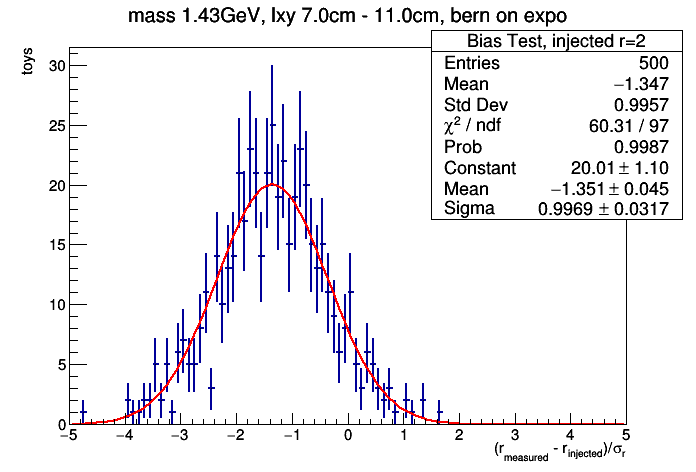 mass 1.43GeV, lxy 7.0cm - 11.0cm, bern on expo
Bias Test, injected r=2
Entries 500
Mean −1.347
Std Dev 0.9957
χ² / ndf 60.31 / 97
Prob 0.9987
Constant 20.01 ± 1.10
Mean −1.351 ± 0.045
Sigma 0.9969 ± 0.0317
toys
30
25
20
15
10
5
0
−5 −4 −3 −2 −1 0 1 2 3 4 5
(r_measured - r_injected)/σ_r